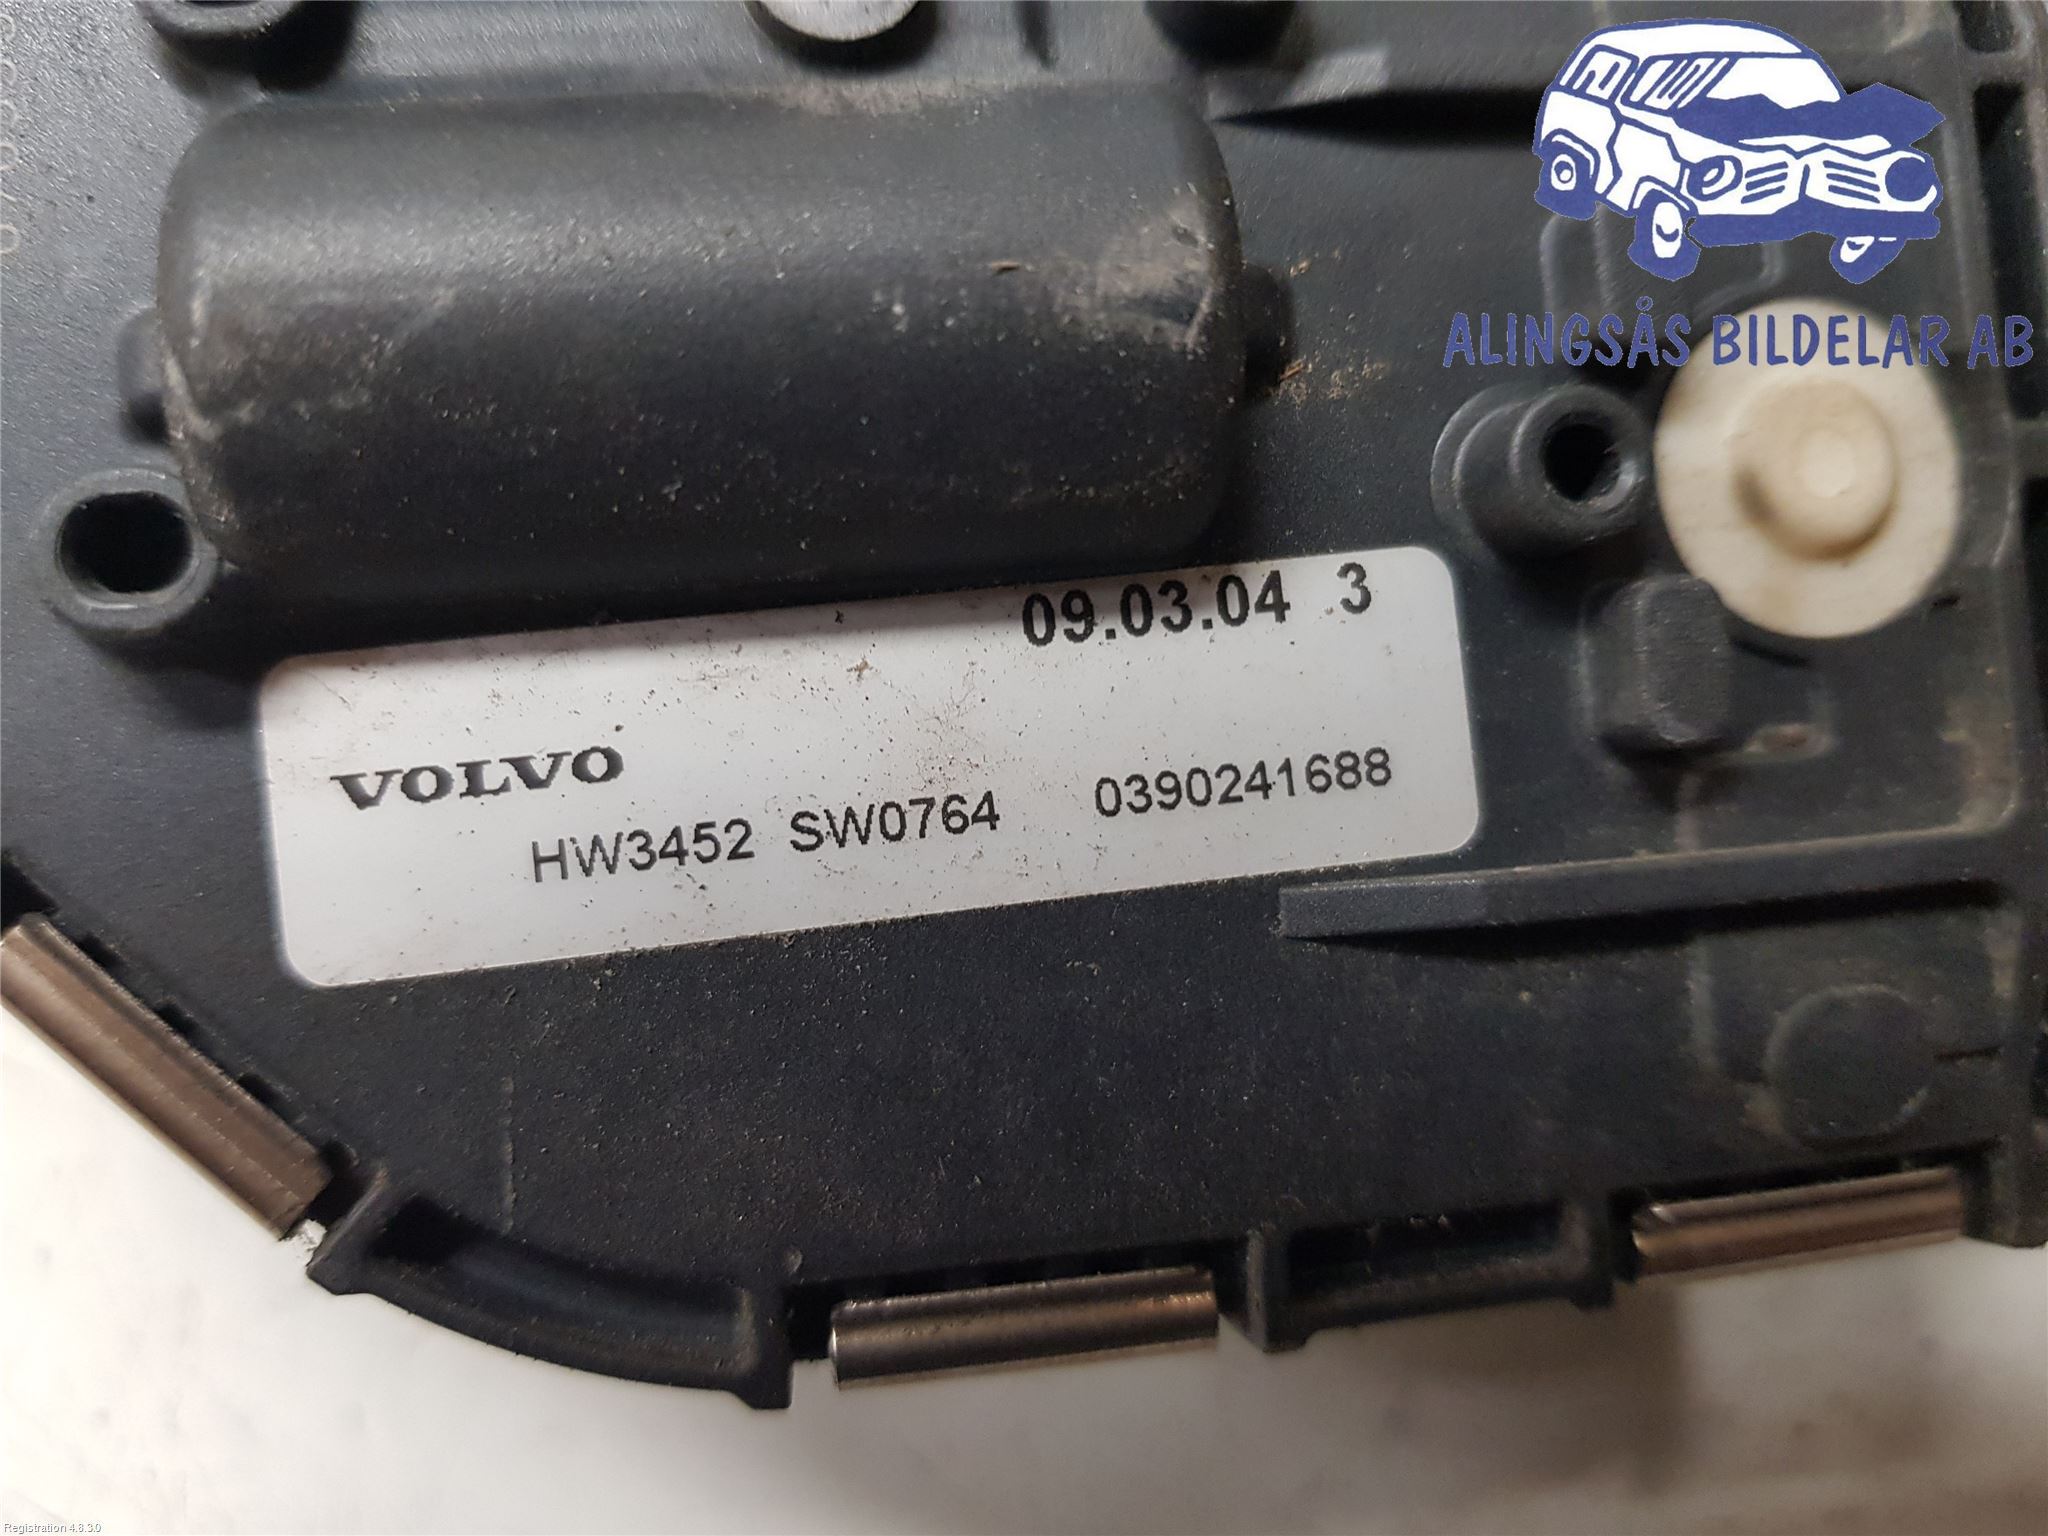 ALINGSÅS BILDELAR AB
09.03.04 3
VOLVO
HW3452 SW0764 0390241688
Registration 4.8.3.0